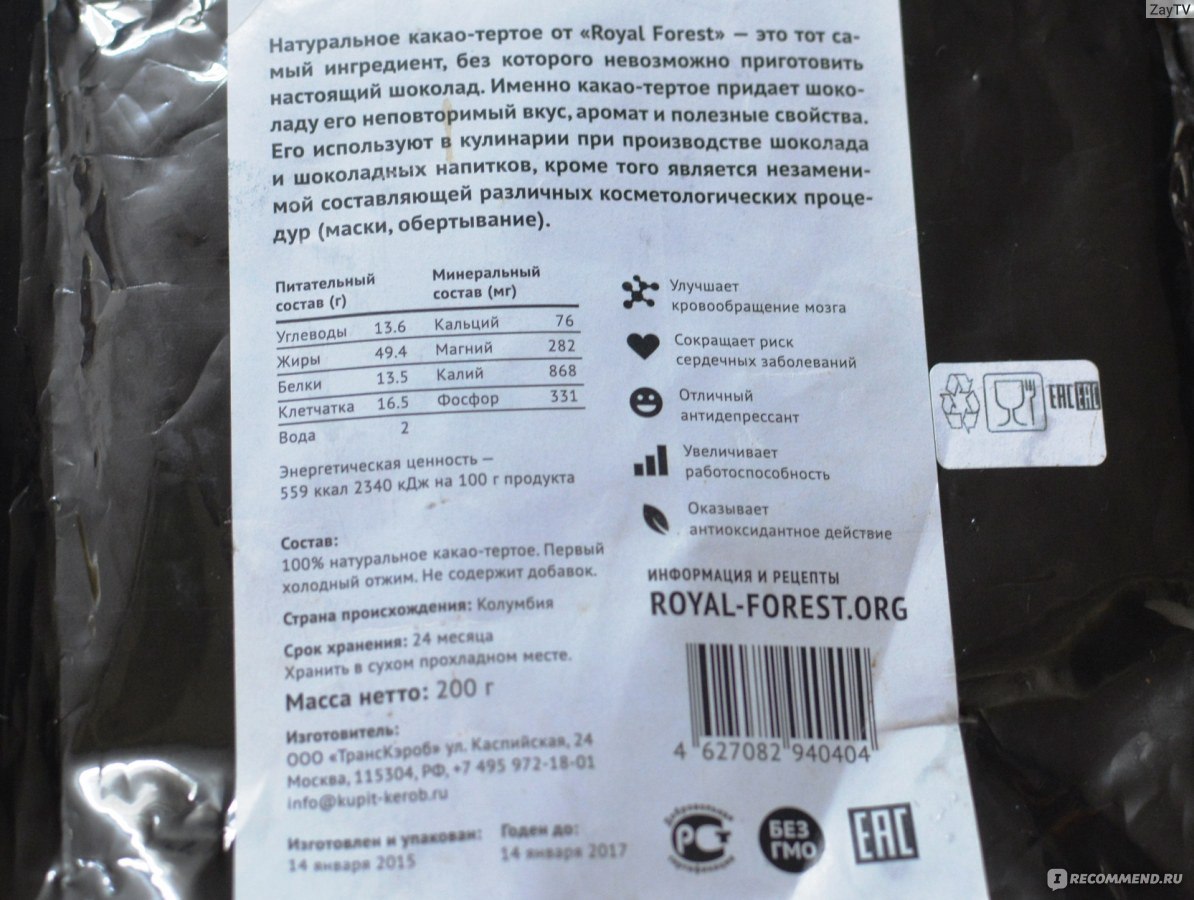 ZayTV
Натуральное какао-тертое от «Royal Forest» — это тот са-
мый ингредиент, без которого невозможно приготовить
настоящий шоколад. Именно какао-тертое придает шоко-
ладу его неповторимый вкус, аромат и полезные свойства.
Его используют в кулинарии при производстве шоколада
и шоколадных напитков, кроме того является незамени-
мой составляющей различных косметологических проце-
дур (маски, обертывание).
Питательный
состав (г)
Углеводы 13.6
Жиры 49.4
Белки 13.5
Клетчатка 16.5
Вода 2
Минеральный
состав (мг)
Кальций 76
Магний 282
Калий 868
Фосфор 331
Энергетическая ценность —
559 ккал 2340 кДж на 100 г продукта
Улучшает
кровообращение мозга
Сокращает риск
сердечных заболеваний
Отличный
антидепрессант
Увеличивает
работоспособность
Оказывает
антиоксидантное действие
EAC EAC
Состав:
100% натуральное какао-тертое. Первый
холодный отжим. Не содержит добавок.
Страна происхождения: Колумбия
Срок хранения: 24 месяца
Хранить в сухом прохладном месте.
Масса нетто: 200 г
Изготовитель:
ООО «ТрансКэроб» ул. Каспийская, 24
Москва, 115304, РФ, +7 495 972-18-01
info@kupit-kerob.ru
Изготовлен и упакован:
14 января 2015
Годен до:
14 января 2017
ИНФОРМАЦИЯ И РЕЦЕПТЫ
ROYAL-FOREST.ORG
4 627082 940404
Добровольная
РСТ
сертификация
БЕЗ
ГМО
EAC
IRECOMMEND.RU